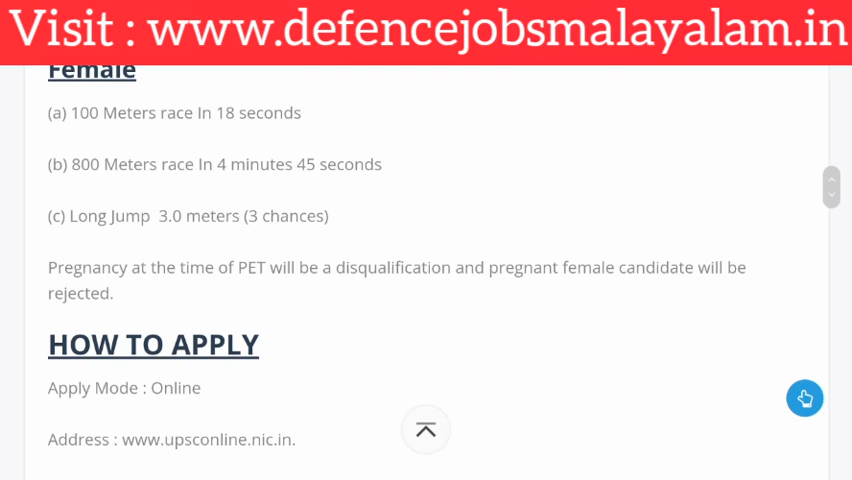 Visit : www.defencejobsmalayalam.in
Female
(a) 100 Meters race In 18 seconds
(b) 800 Meters race In 4 minutes 45 seconds
(c) Long Jump  3.0 meters (3 chances)
Pregnancy at the time of PET will be a disqualification and pregnant female candidate will be
rejected.
HOW TO APPLY
Apply Mode : Online
Address : www.upsconline.nic.in.